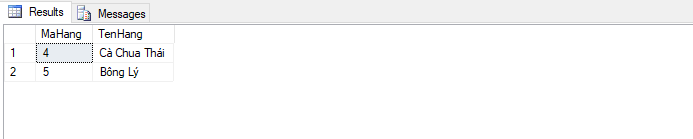 Results Messages
MaHang TenHang
1 4 Cà Chua Thái
2 5 Bông Lý